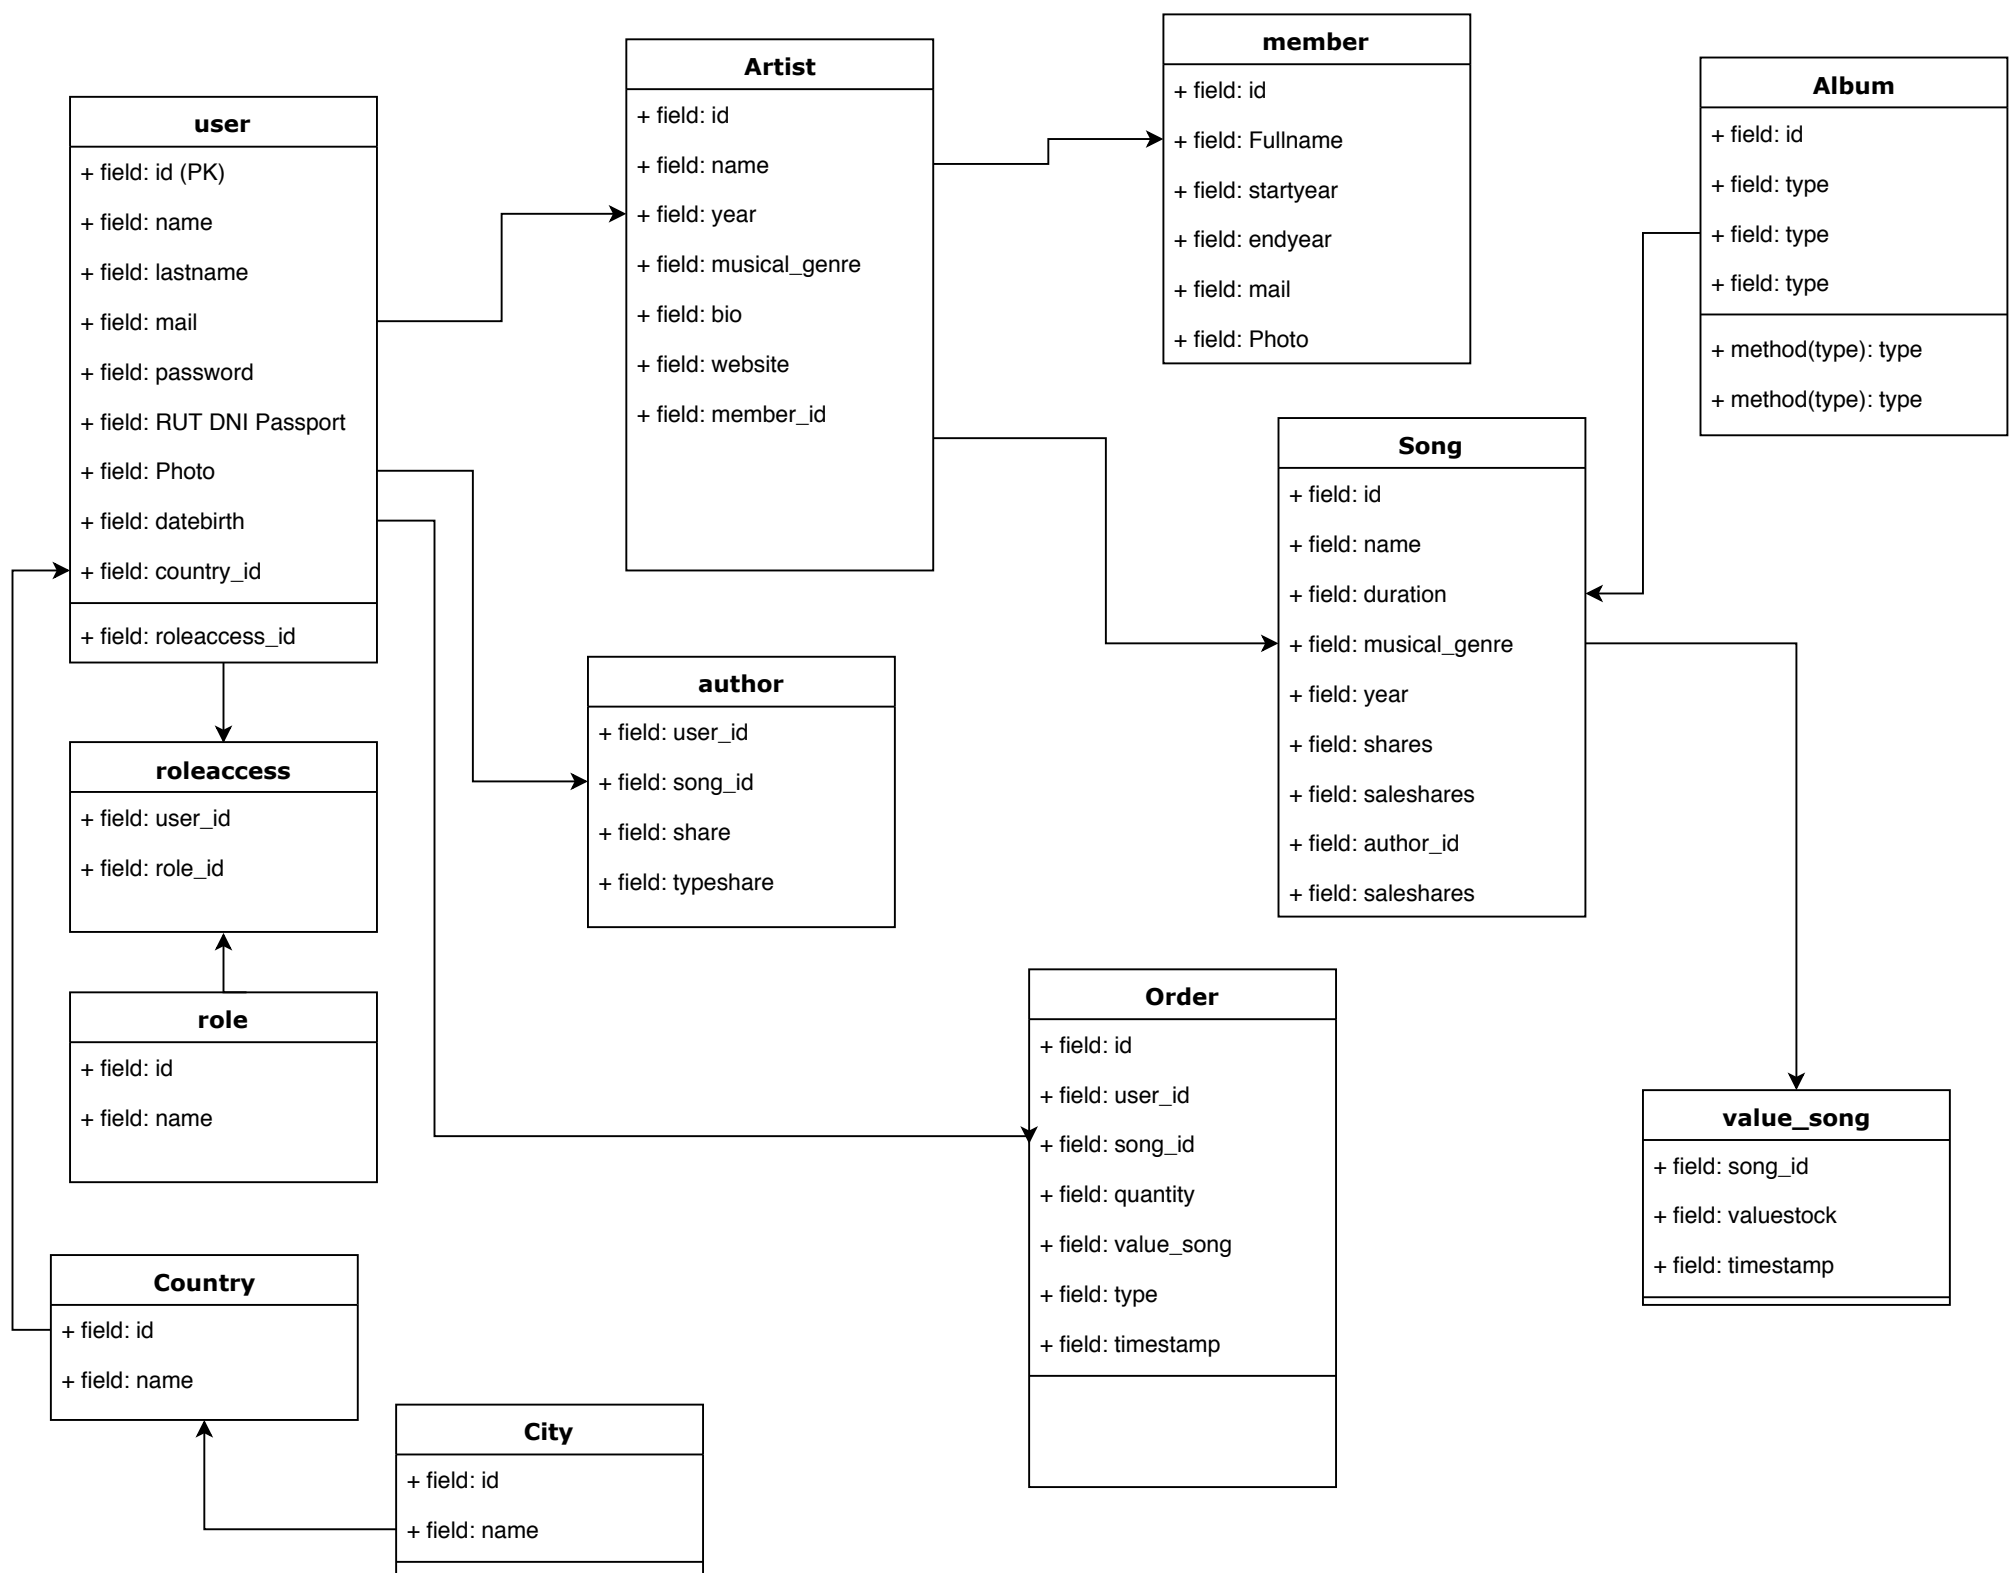 user
+ field: id (PK)
+ field: name
+ field: lastname
+ field: mail
+ field: password
+ field: RUT DNI Passport
+ field: Photo
+ field: datebirth
+ field: country_id
+ field: roleaccess_id
roleaccess
+ field: user_id
+ field: role_id
role
+ field: id
+ field: name
Country
+ field: id
+ field: name
City
+ field: id
+ field: name
Artist
+ field: id
+ field: name
+ field: year
+ field: musical_genre
+ field: bio
+ field: website
+ field: member_id
author
+ field: user_id
+ field: song_id
+ field: share
+ field: typeshare
member
+ field: id
+ field: Fullname
+ field: startyear
+ field: endyear
+ field: mail
+ field: Photo
Song
+ field: id
+ field: name
+ field: duration
+ field: musical_genre
+ field: year
+ field: shares
+ field: saleshares
+ field: author_id
+ field: saleshares
Order
+ field: id
+ field: user_id
+ field: song_id
+ field: quantity
+ field: value_song
+ field: type
+ field: timestamp
Album
+ field: id
+ field: type
+ field: type
+ field: type
+ method(type): type
+ method(type): type
value_song
+ field: song_id
+ field: valuestock
+ field: timestamp